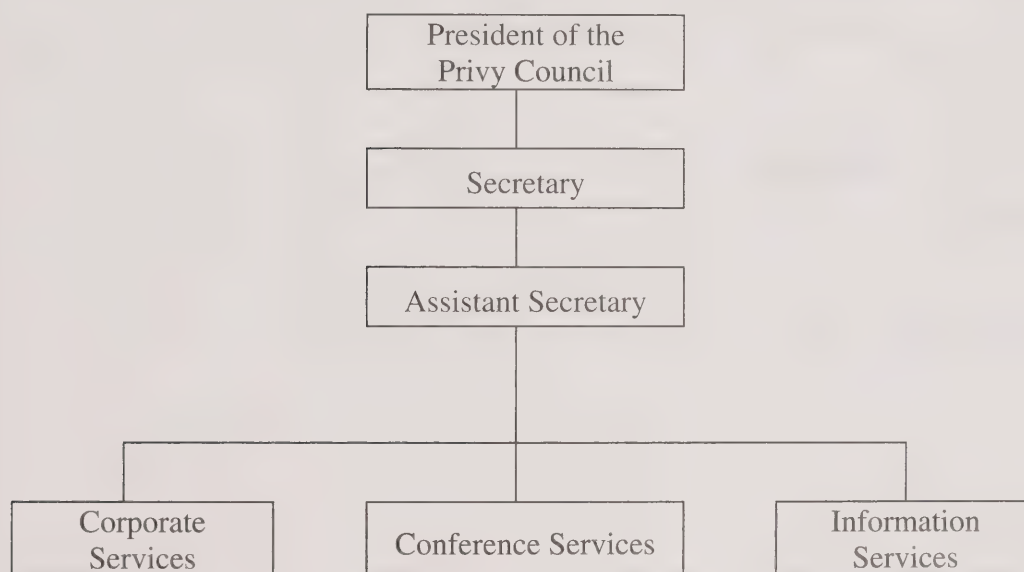 President of the
Privy Council
Secretary
Assistant Secretary
Corporate
Services
Conference Services
Information
Services